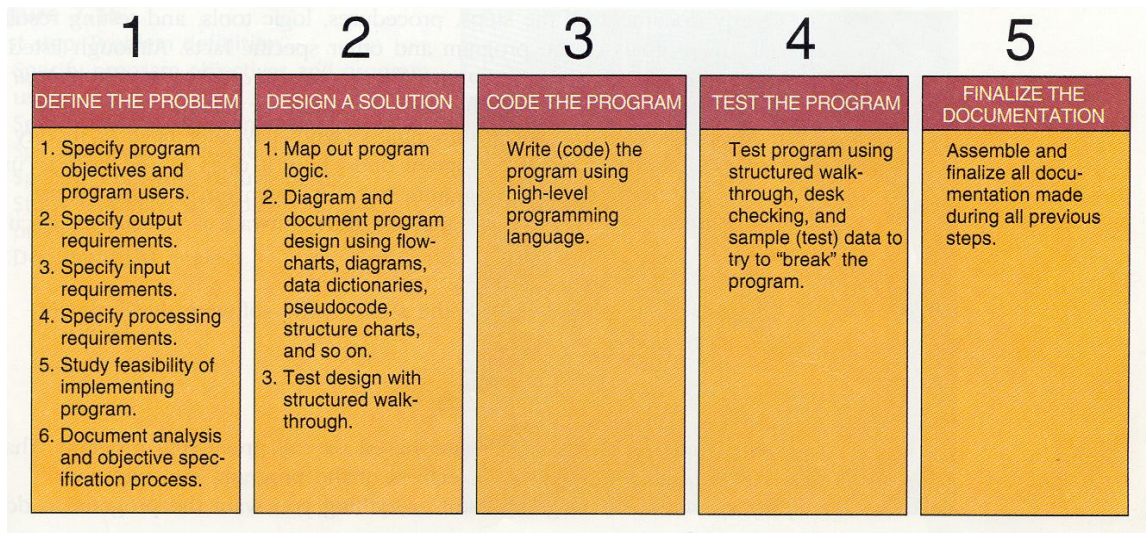 1
DEFINE THE PROBLEM
1. Specify program
objectives and
program users.
2. Specify output
requirements.
3. Specify input
requirements.
4. Specify processing
requirements.
5. Study feasibility of
implementing
program.
6. Document analysis
and objective spec-
ification process.
2
DESIGN A SOLUTION
1. Map out program
logic.
2. Diagram and
document program
design using flow-
charts, diagrams,
data dictionaries,
pseudocode,
structure charts,
and so on.
3. Test design with
structured walk-
through.
3
CODE THE PROGRAM
Write (code) the
program using
high-level
programming
language.
4
TEST THE PROGRAM
Test program using
structured walk-
through, desk
checking, and
sample (test) data to
try to “break” the
program.
5
FINALIZE THE
DOCUMENTATION
Assemble and
finalize all docu-
mentation made
during all previous
steps.